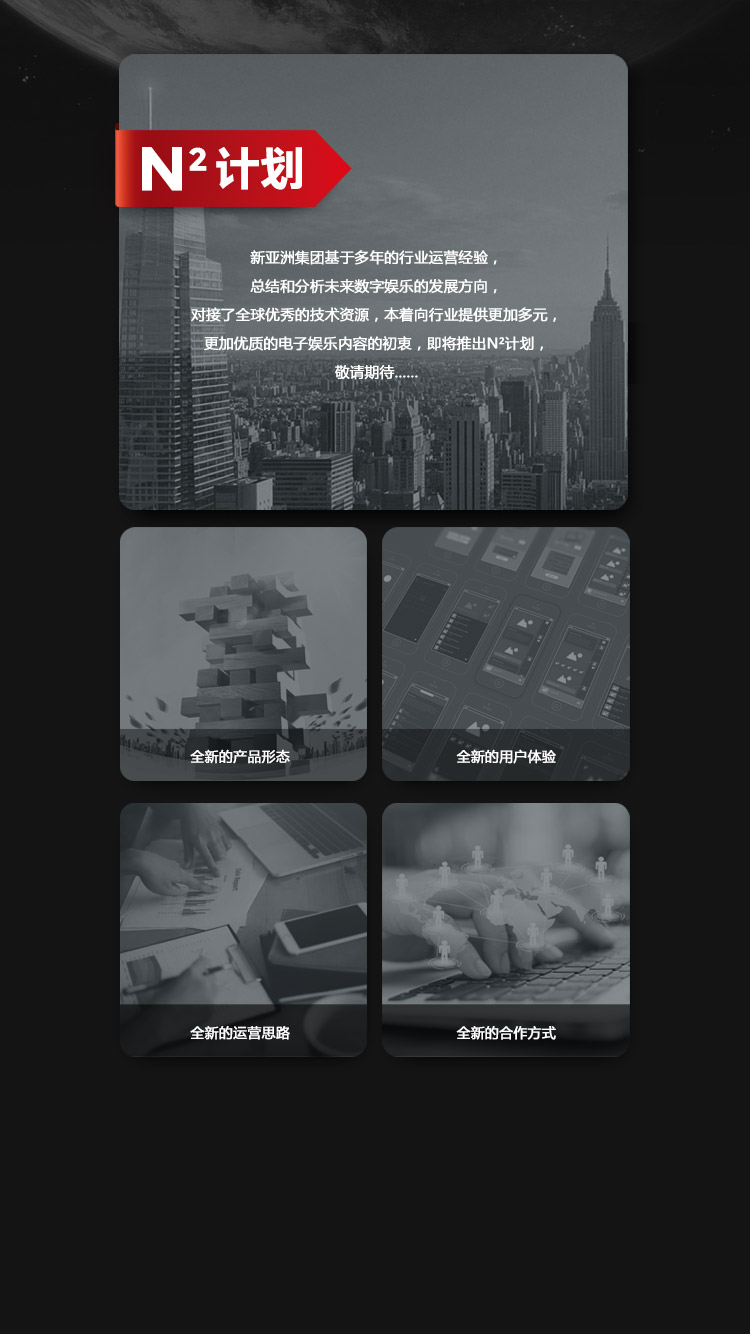 N²计划
新亚洲集团基于多年的行业运营经验，
总结和分析未来数字娱乐的发展方向，
对接了全球优秀的技术资源，本着向行业提供更加多元，
更加优质的电子娱乐内容的初衷，即将推出N²计划，
敬请期待……
全新的产品形态
全新的用户体验
全新的运营思路
全新的合作方式